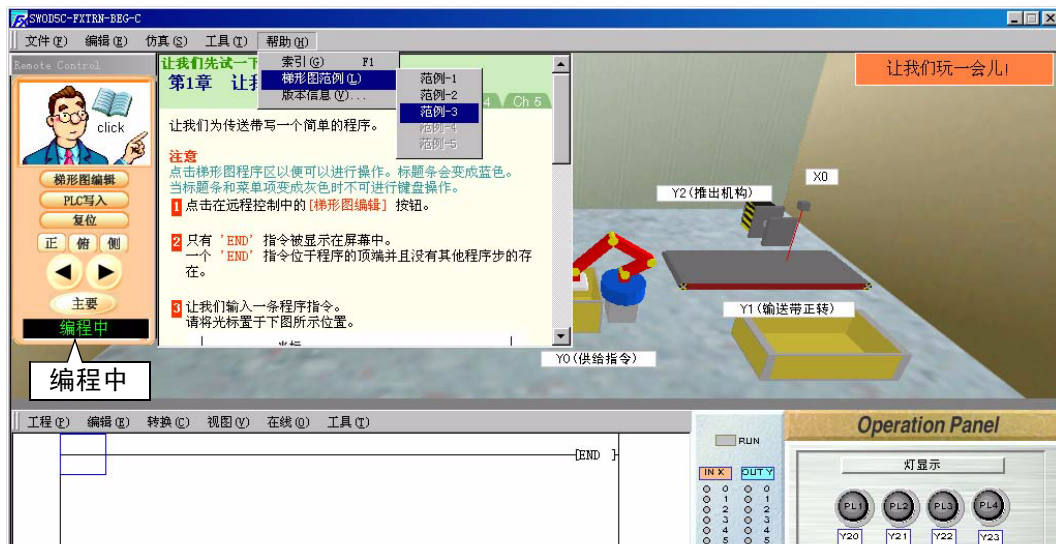 SWOD5C-FXTRN-BEG-C
文件(F) 编辑(E) 仿真(S) 工具(T) 帮助(H)
Remote Control
click
梯形图编辑
PLC写入
复位
正 俯 侧
主要
编程中
编程中
让我们先试一下
第1章 让我
索引(G) F1
梯形图范例(L)
版本信息(V)...
范例-1
范例-2
范例-3
范例-4
范例-5
4 Ch 5
让我们为传送带写一个简单的程序。
注意
点击梯形图程序区以便可以进行操作。标题条会变成蓝色。
当标题条和菜单项变成灰色时不可进行键盘操作。
1 点击在远程控制中的[梯形图编辑] 按钮。
2 只有 'END' 指令被显示在屏幕中。
一个 'END' 指令位于程序的顶端并且没有其他程序步的存
在。
3 让我们输入一条程序指令。
请将光标置于下图所示位置。
让我们玩一会儿!
Y2(推出机构)
X0
Y1(输送带正转)
Y0(供给指令)
工程(P) 编辑(E) 转换(C) 视图(V) 在线(O) 工具(T)
[END ]
RUN
IN X OUT Y
0 0
1 1
2 2
3 3
4 4
5 5
Operation Panel
灯显示
PL1 PL2 PL3 PL4
Y20 Y21 Y22 Y23